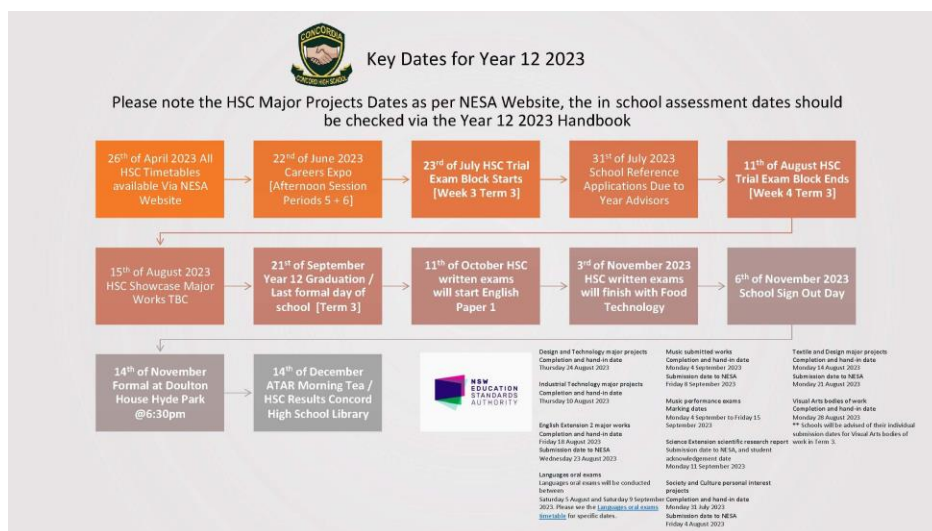 CONCORDIA
CONCORD HIGH SCHOOL
Key Dates for Year 12 2023
Please note the HSC Major Projects Dates as per NESA Website, the in school assessment dates should
be checked via the Year 12 2023 Handbook
26th of April 2023 All
HSC Timetables
available Via NESA
Website
22nd of June 2023
Careers Expo
[Afternoon Session
Periods 5 + 6]
23rd of July HSC Trial
Exam Block Starts
[Week 3 Term 3]
31st of July 2023
School Reference
Applications Due to
Year Advisors
11th of August HSC
Trial Exam Block Ends
[Week 4 Term 3]
15th of August 2023
HSC Showcase Major
Works TBC
21st of September
Year 12 Graduation /
Last formal day of
school [Term 3]
11th of October HSC
written exams
will start English
Paper 1
3rd of November 2023
HSC written exams
will finish with Food
Technology
6th of November 2023
School Sign Out Day
14th of November
Formal at Doulton
House Hyde Park
@6:30pm
14th of December
ATAR Morning Tea /
HSC Results Concord
High School Library
NSW
EDUCATION
STANDARDS
AUTHORITY
Design and Technology major projects
Completion and hand-in date
Thursday 24 August 2023
Industrial Technology major projects
Completion and hand-in date
Thursday 10 August 2023
English Extension 2 major works
Completion and hand-in date
Friday 18 August 2023
Submission date to NESA
Wednesday 23 August 2023
Languages oral exams
Languages oral exams will be conducted
between
Saturday 5 August and Saturday 9 September
2023. Please see the Languages oral exams
timetable for specific dates.
Music submitted works
Completion and hand-in date
Monday 4 September 2023
Submission date to NESA
Friday 8 September 2023
Music performance exams
Marking dates
Monday 4 September to Friday 15
September 2023
Science Extension scientific research report
Submission date to NESA, and student
acknowledgement date
Monday 11 September 2023
Society and Culture personal interest
projects
Completion and hand-in date
Monday 31 July 2023
Submission date to NESA
Friday 4 August 2023
Textile and Design major projects
Completion and hand-in date
Monday 14 August 2023
Submission date to NESA
Monday 21 August 2023
Visual Arts bodies of work
Completion and hand-in date
Monday 28 August 2023
** Schools will be advised of their individual
submission dates for Visual Arts bodies of
work in Term 3.